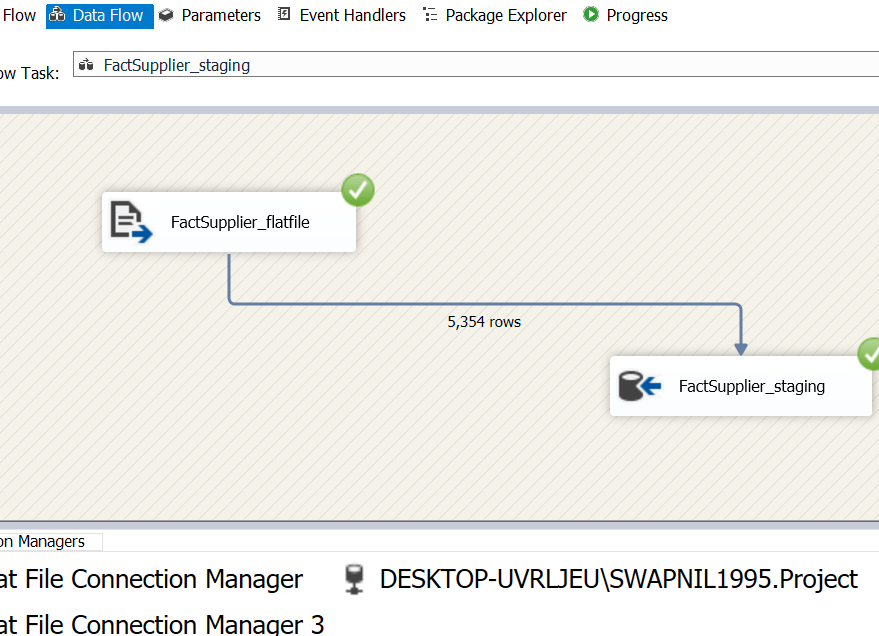 Flow Data Flow Parameters Event Handlers Package Explorer Progress
ow Task: FactSupplier_staging
FactSupplier_flatfile
5,354 rows
FactSupplier_staging
on Managers
at File Connection Manager DESKTOP-UVRLJEU\SWAPNIL1995.Project
at File Connection Manager 3